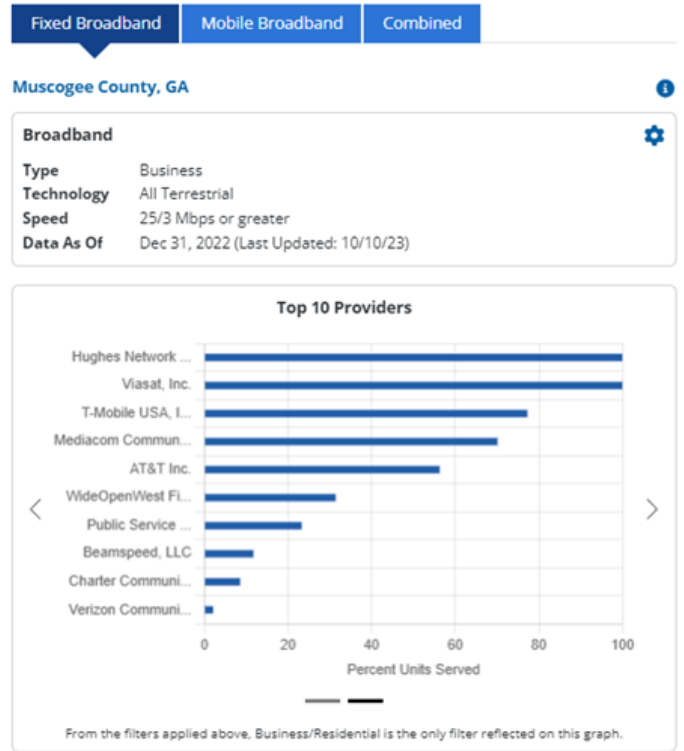 Fixed Broadband Mobile Broadband Combined
Muscogee County, GA
Broadband
Type Business
Technology All Terrestrial
Speed 25/3 Mbps or greater
Data As Of Dec 31, 2022 (Last Updated: 10/10/23)
Top 10 Providers
Hughes Network ...
Viasat, Inc.
T-Mobile USA, I...
Mediacom Commun...
AT&T Inc.
WideOpenWest Fi...
Public Service ...
Beamspeed, LLC
Charter Communi...
Verizon Communi...
0 20 40 60 80 100
Percent Units Served
From the filters applied above, Business/Residential is the only filter reflected on this graph.